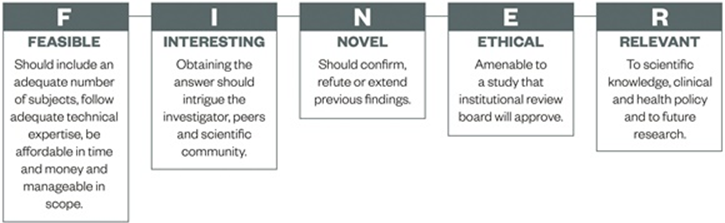 F
FEASIBLE
Should include an
adequate number
of subjects, follow
adequate technical
expertise, be
affordable in time
and money and
manageable in
scope.
I
INTERESTING
Obtaining the
answer should
intrigue the
investigator, peers
and scientific
community.
N
NOVEL
Should confirm,
refute or extend
previous findings.
E
ETHICAL
Amenable to
a study that
institutional review
board will approve.
R
RELEVANT
To scientific
knowledge, clinical
and health policy
and to future
research.